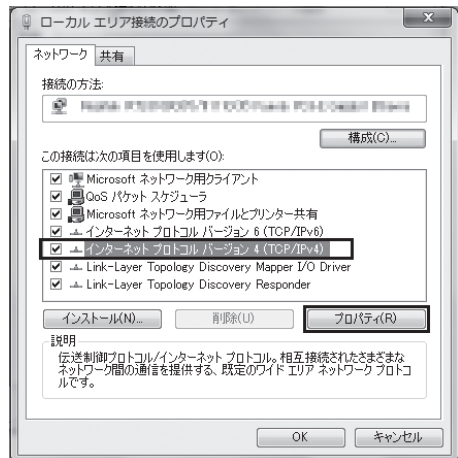 ローカル エリア接続のプロパティ
ネットワーク 共有
接続の方法:
構成(C)...
この接続は次の項目を使用します(O):
Microsoft ネットワーク用クライアント
QoS パケット スケジューラ
Microsoft ネットワーク用ファイルとプリンター共有
インターネット プロトコル バージョン 6 (TCP/IPv6)
インターネット プロトコル バージョン 4 (TCP/IPv4)
Link-Layer Topology Discovery Mapper I/O Driver
Link-Layer Topology Discovery Responder
インストール(N)... 削除(U) プロパティ(R)
説明
伝送制御プロトコル/インターネット プロトコル。相互接続されたさまざまな
ネットワーク間の通信を提供する、既定のワイド エリア ネットワーク プロトコ
ルです。
OK キャンセル